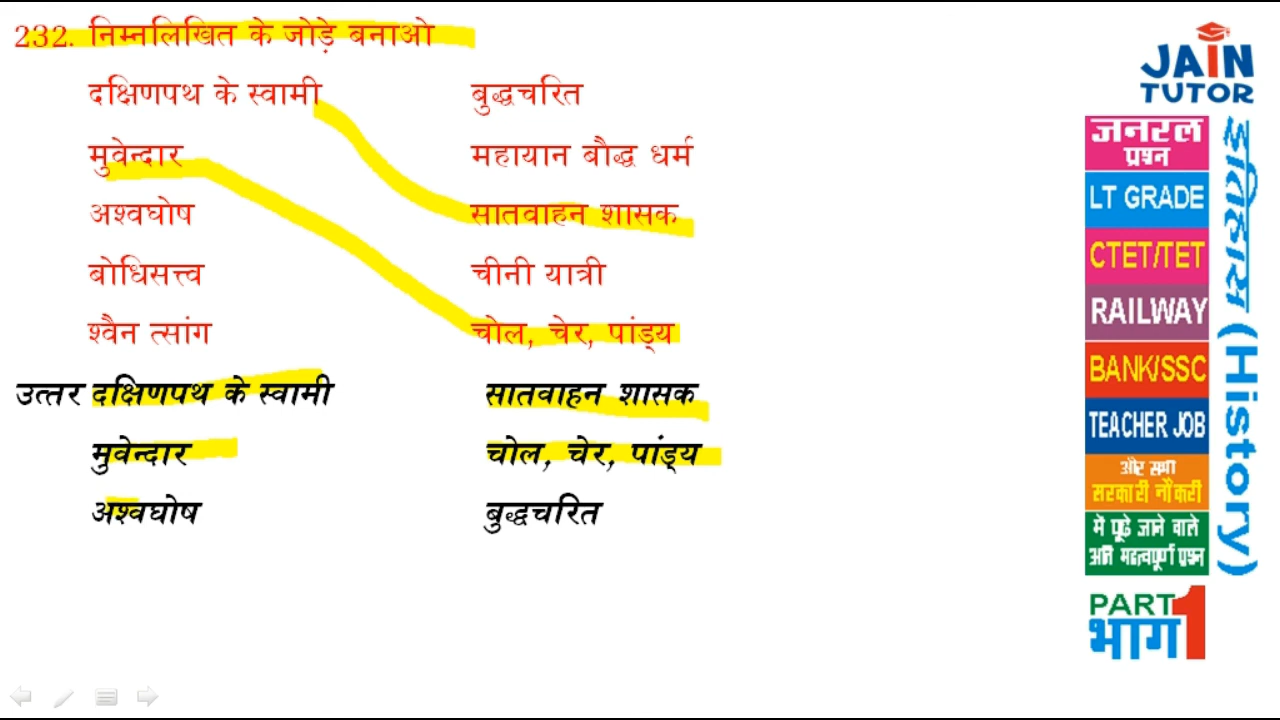 232. निम्नलिखित के जोड़े बनाओ
दक्षिणपथ के स्वामी बुद्धचरित
मुवेन्दार महायान बौद्ध धर्म
अश्वघोष सातवाहन शासक
बोधिसत्त्व चीनी यात्री
श्वैन त्सांग चोल, चेर, पांड्य
उत्तर दक्षिणपथ के स्वामी सातवाहन शासक
मुवेन्दार चोल, चेर, पांड्य
अश्वघोष बुद्धचरित
JAIN
TUTOR
जनरल
प्रश्न
LT GRADE
CTET/TET
RAILWAY
BANK/SSC
TEACHER JOB
और सभी
सरकारी नौकरी
में पूछे जाने वाले
अति महत्वपूर्ण प्रश्न
इतिहास (History)
PART 1
भाग